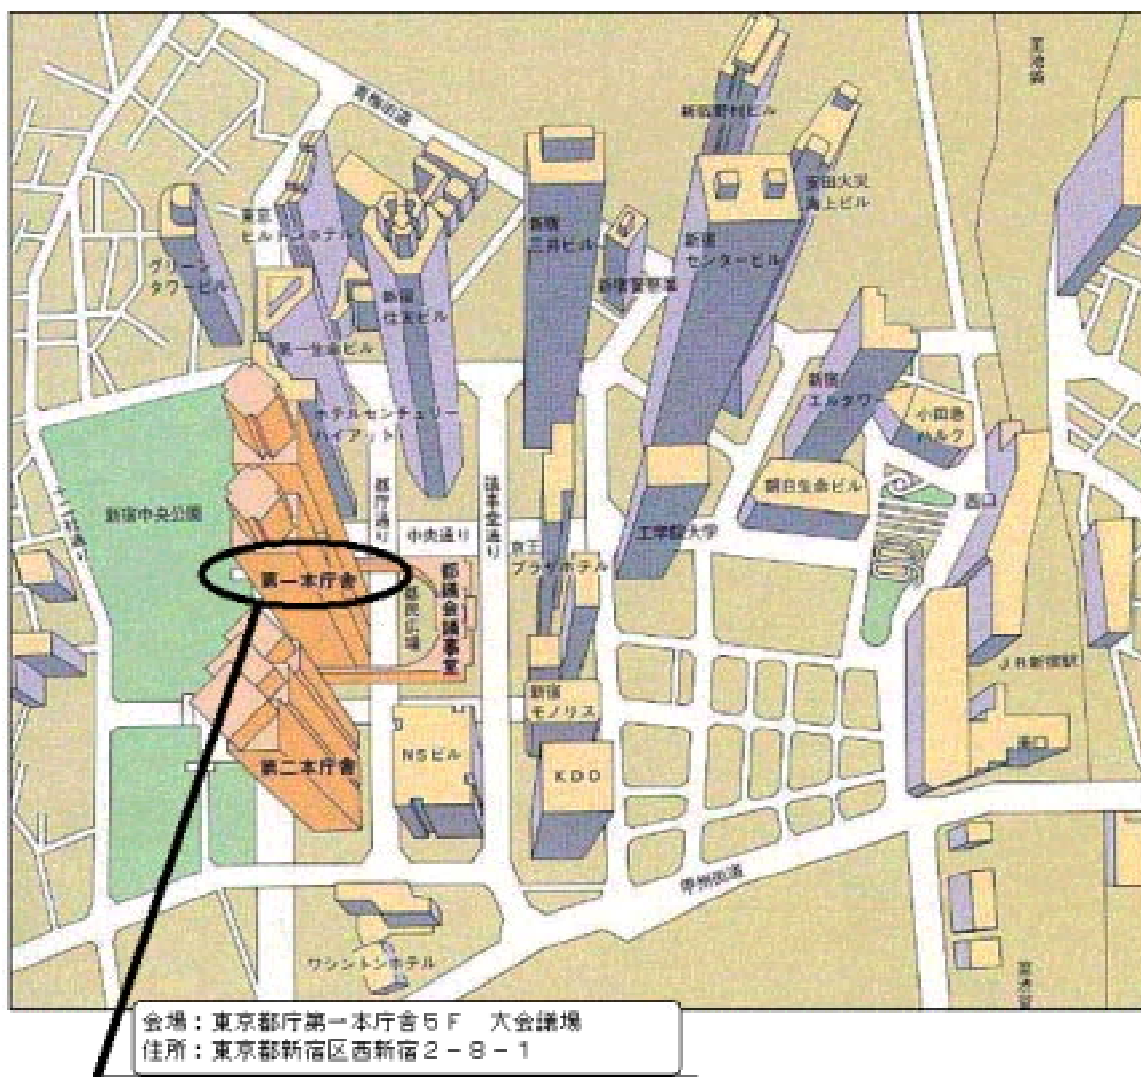 青梅街道
新宿野村ビル
安田火災
海上ビル
東京
ヒルトンホテル
グリーン
タワービル
新宿
三井ビル
新宿
センタービル
新宿警察署
新宿
住友ビル
第一生命ビル
新宿
エルタワー
小田急
ハルク
ホテルセンチュリー
ハイアット
朝日生命ビル
西口
新宿中央公園
十二社通り
都庁通り
議事堂通り
中央通り
工学院大学
京王
プラザホテル
第一本庁舎
都民広場
都議会議事堂
JR新宿駅
新宿
モノリス
南口
NSビル
KDD
第二本庁舎
甲州街道
ワシントンホテル
会場：東京都庁第一本庁舎５Ｆ　大会議場
住所：東京都新宿区西新宿２－８－１